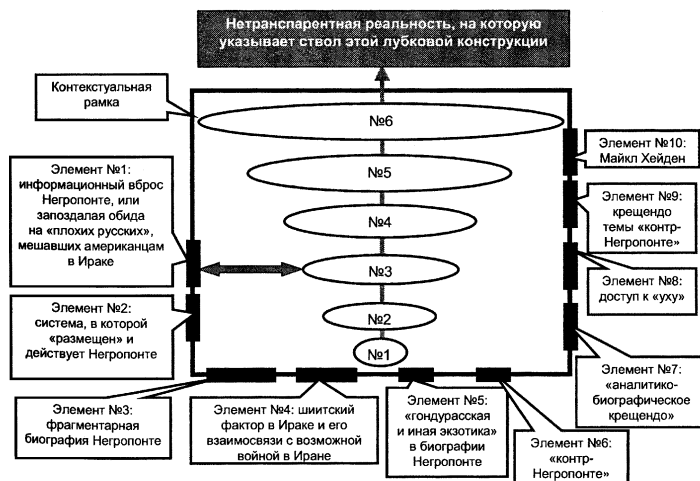 Нетранспарентная реальность, на которую
указывает ствол этой лубковой конструкции
Контекстуальная
рамка
№6
№5
№4
№3
№2
№1
Элемент №1:
информационный вброс
Негропонте, или
запоздалая обида
на «плохих русских»,
мешавших американцам
в Ираке
Элемент №2:
система, в которой
«размещен» и
действует Негропонте
Элемент №3:
фрагментарная
биография Негропонте
Элемент №4: шиитский
фактор в Ираке и его
взаимосвязи с возможной
войной в Иране
Элемент №5:
«гондурасская
и иная экзотика»
в биографии
Негропонте
Элемент №6:
«контр-
Негропонте»
Элемент №7:
«аналитико-
биографическое
крещендо»
Элемент №8:
доступ к «уху»
Элемент №9:
крещендо
темы «контр-
Негропонте»
Элемент №10:
Майкл Хейден